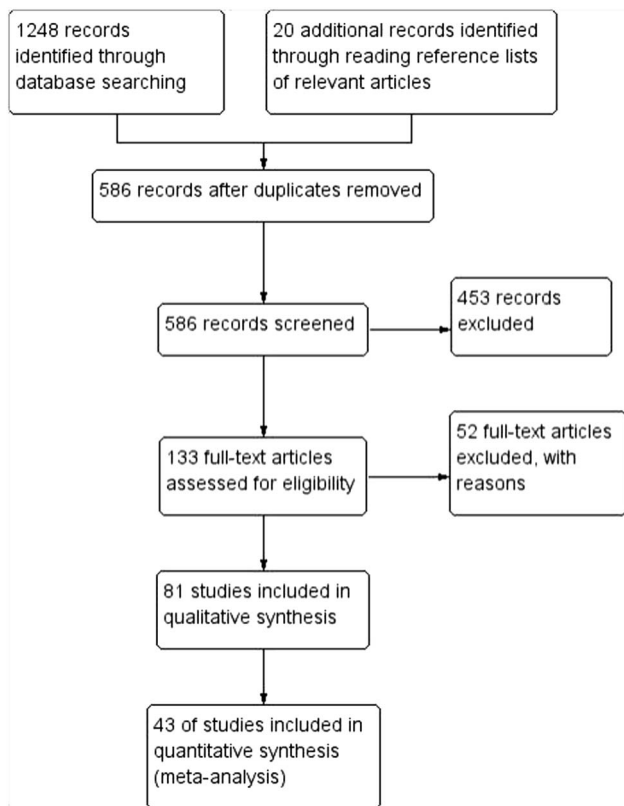 1248 records
identified through
database searching
20 additional records identified
through reading reference lists
of relevant articles
586 records after duplicates removed
586 records screened
453 records
excluded
133 full-text articles
assessed for eligibility
52 full-text articles
excluded, with
reasons
81 studies included in
qualitative synthesis
43 of studies included in
quantitative synthesis
(meta-analysis)